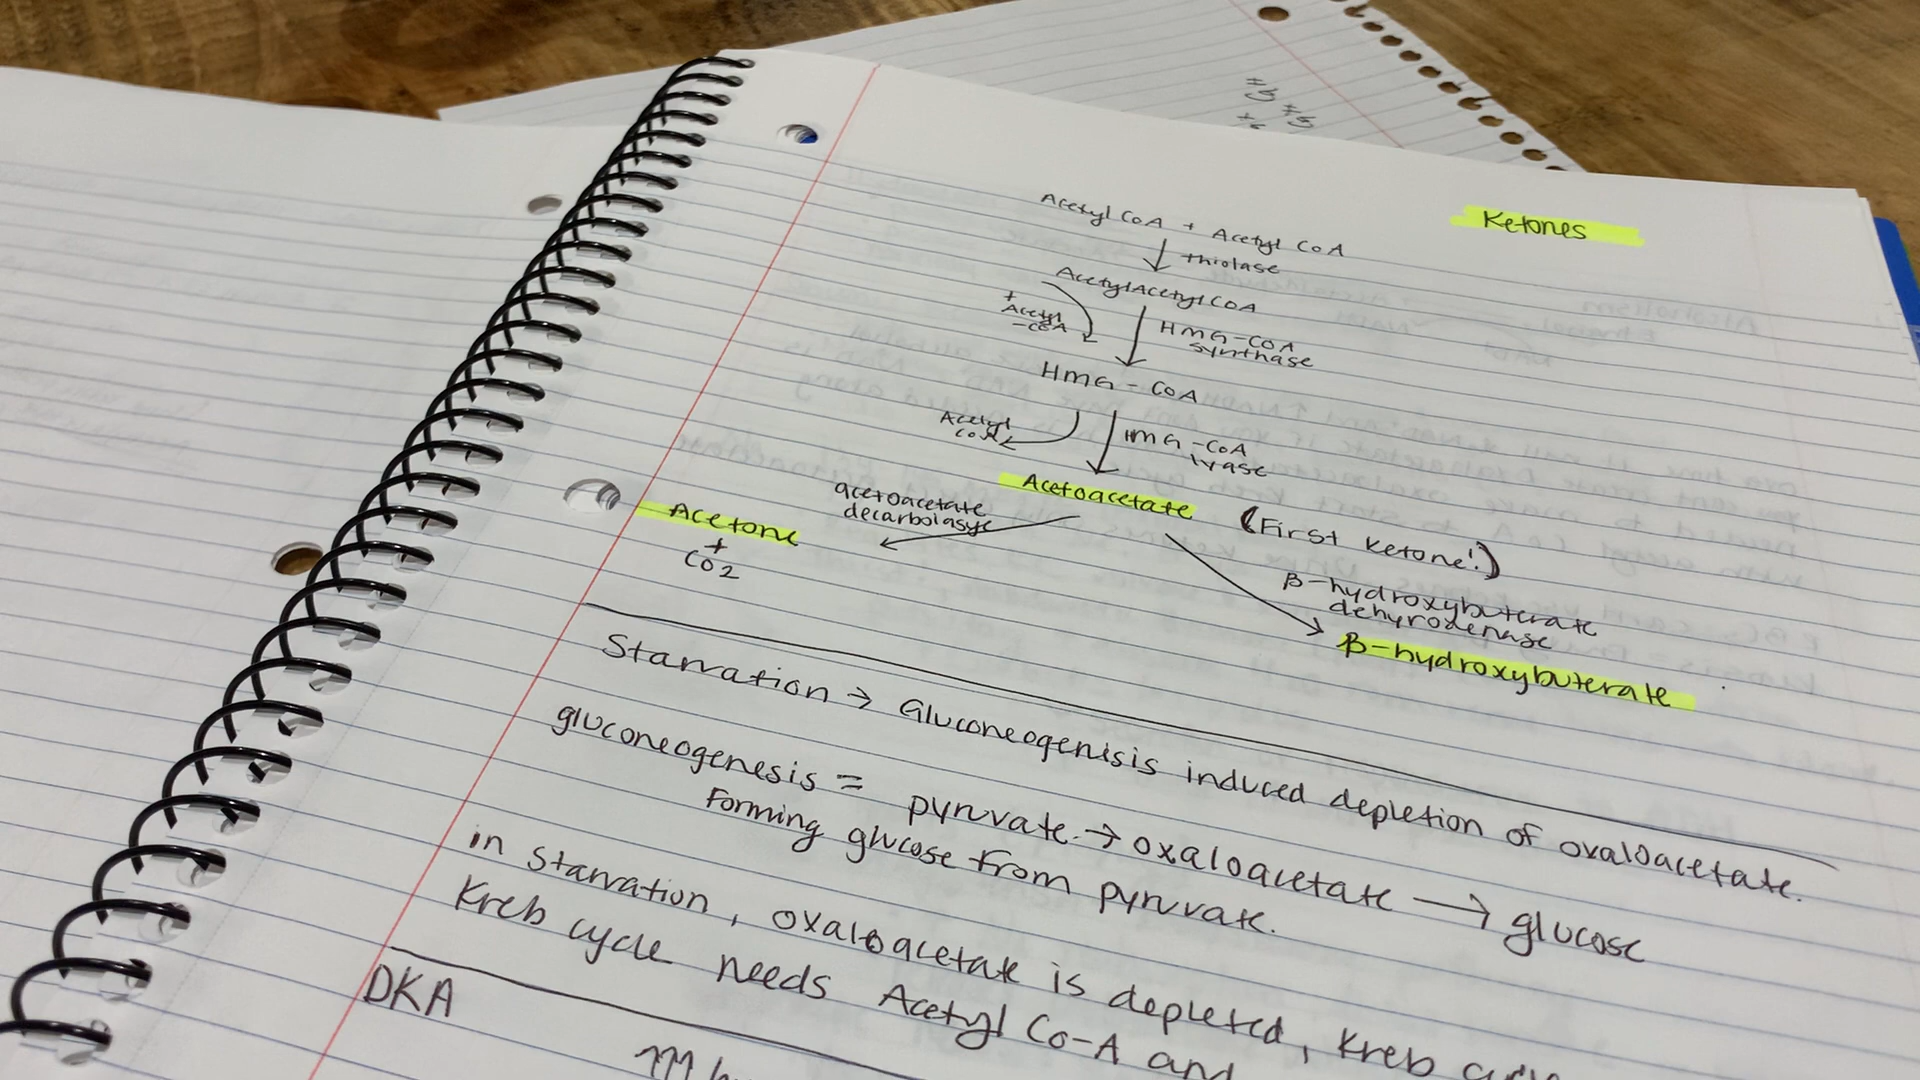 Ketones
Acetyl CoA + Acetyl CoA
thiolase
AcetylAcetyl COA
+
Acetyl
-COA
HMG-COA
synthase
HMG-COA
Acetyl
COA
HMG-COA
lyase
Acetoacetate
(First Ketone!)
acetoacetate
decarbolasye
Acetone
+
CO2
β-hydroxybuterate
dehyrodenase
β-hydroxybuterate
Starvation → Gluconeogenisis induced depletion of oxaloacetate.
gluconeogenesis = pyruvate → oxaloacetate → glucose
Forming glucose from pyruvate.
in starvation, oxaloacetate is depleted, Kreb
Kreb cycle needs Acetyl Co-A and
DKA